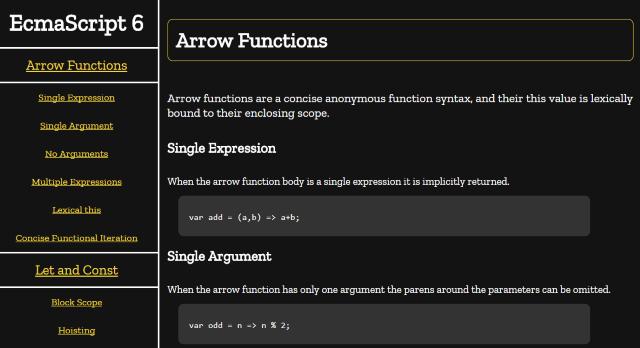 EcmaScript 6
Arrow Functions
Single Expression
Single Argument
No Arguments
Multiple Expressions
Lexical this
Concise Functional Iteration
Let and Const
Block Scope
Hoisting
Arrow Functions
Arrow functions are a concise anonymous function syntax, and their this value is lexically
bound to their enclosing scope.
Single Expression
When the arrow function body is a single expression it is implicitly returned.
var add = (a,b) => a+b;
Single Argument
When the arrow function has only one argument the parens around the parameters can be omitted.
var odd = n => n % 2;